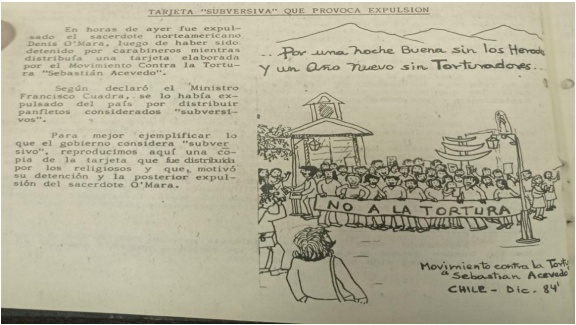 TARJETA "SUBVERSIVA" QUE PROVOCA EXPULSION
En horas de ayer fue expul-
sado el sacerdote norteamericano
Denis O'Mara, luego de haber sido
detenido por carabineros mientras
distribuía una tarjeta elaborada
por el Movimiento Contra la Tortu-
ra "Sebastián Acevedo".
Según declaró el Ministro
Francisco Cuadra, se lo había ex-
pulsado del país por distribuir
panfletos considerados "subversi-
vos".
Para mejor ejemplificar lo
que el gobierno considera "subver
sivo", reproducimos aquí una co-
pia de la tarjeta que fue distribuida
por los religiosos y que motivó
su detención y la posterior expul-
sión del sacerdote O'Mara.
...Por una Noche Buena sin los Herode
y un Año Nuevo sin Torturadores...
NO A LA TORTURA
Movimiento contra la Tort
Sebastian Acevedo
CHILE - Dic. 84'